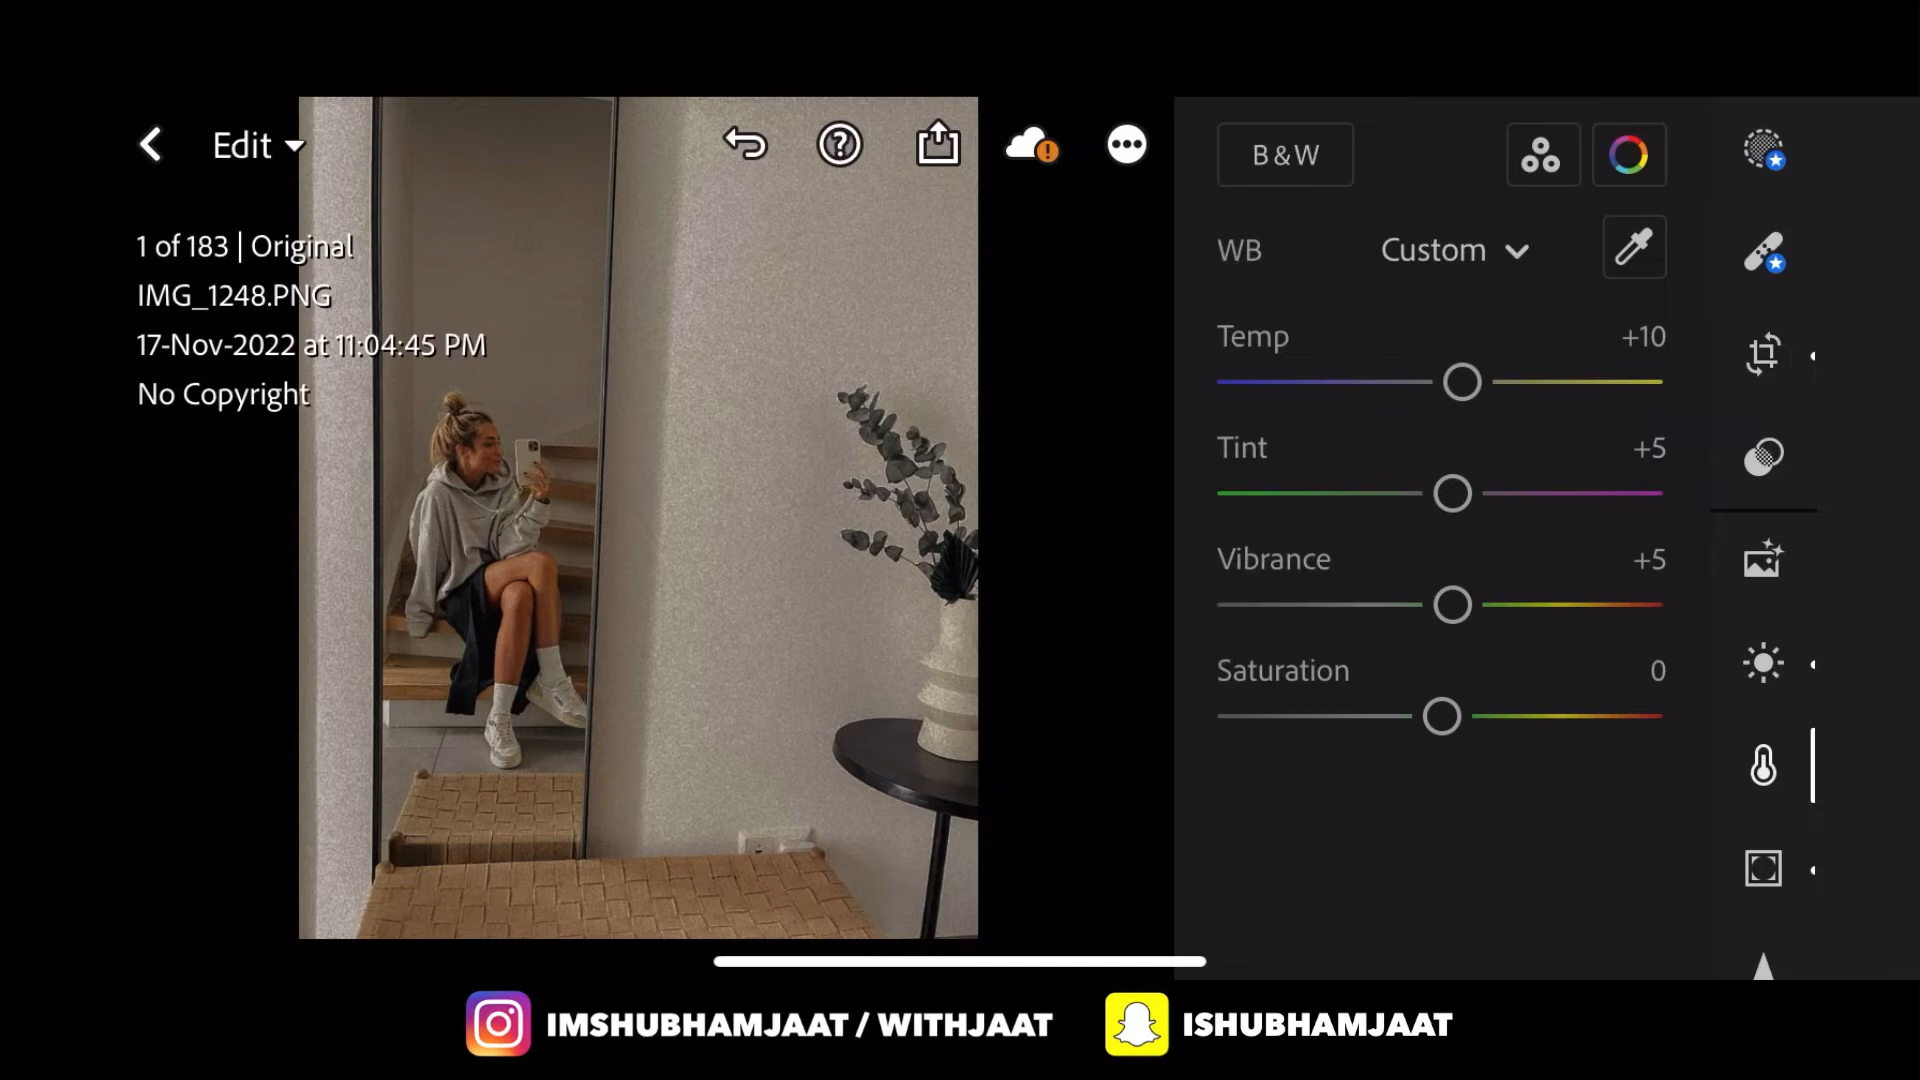 Edit
1 of 183 | Original
IMG_1248.PNG
17-Nov-2022 at 11:04:45 PM
No Copyright
B&W
WB Custom
Temp +10
Tint +5
Vibrance +5
Saturation 0
IMSHUBHAMJAAT / WITHJAAT ISHUBHAMJAAT